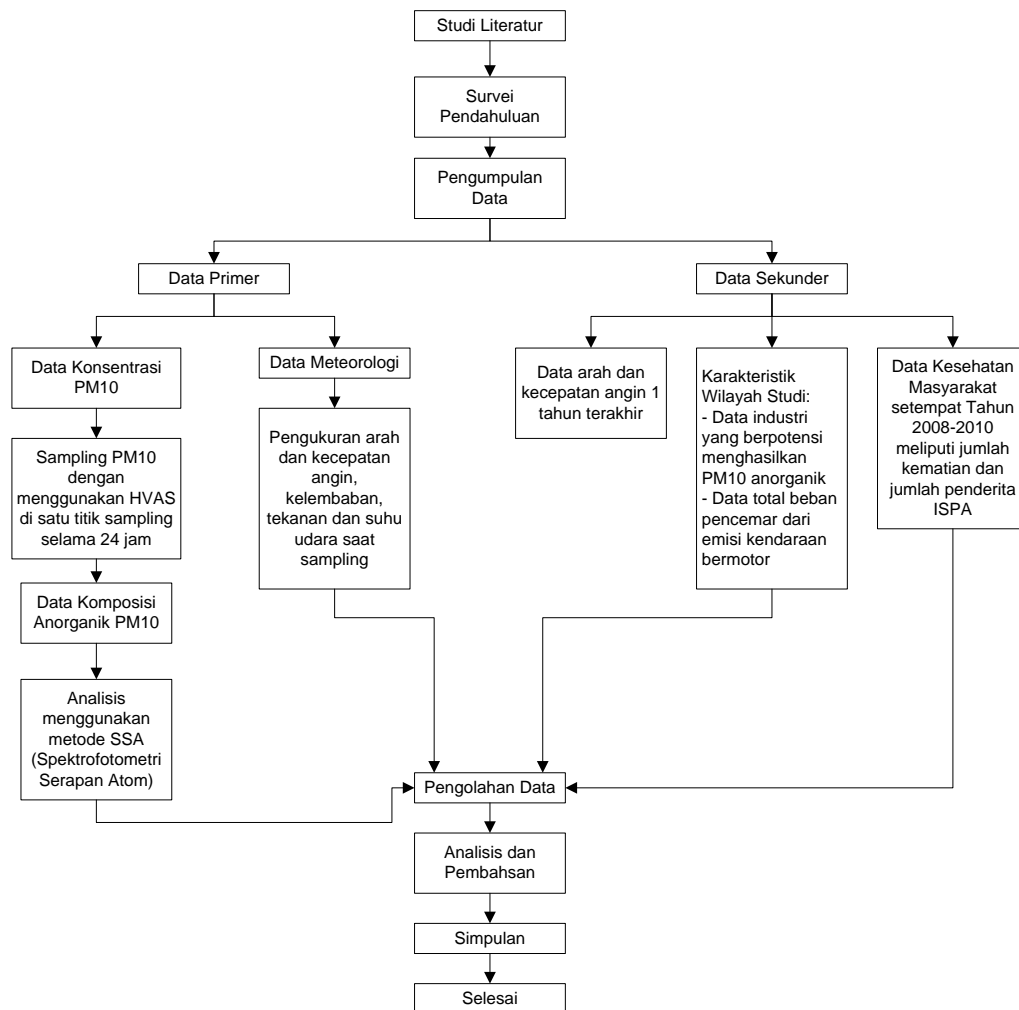 Studi Literatur
Survei
Pendahuluan
Pengumpulan
Data
Data Primer
Data Sekunder
Data Konsentrasi
PM10
Data Meteorologi
Data arah dan
kecepatan angin 1
tahun terakhir
Karakteristik
Wilayah Studi:
- Data industri
yang berpotensi
menghasilkan
PM10 anorganik
- Data total beban
pencemar dari
emisi kendaraan
bermotor
Data Kesehatan
Masyarakat
setempat Tahun
2008-2010
meliputi jumlah
kematian dan
jumlah penderita
ISPA
Sampling PM10
dengan
menggunakan HVAS
di satu titik sampling
selama 24 jam
Pengukuran arah
dan kecepatan
angin,
kelembaban,
tekanan dan suhu
udara saat
sampling
Data Komposisi
Anorganik PM10
Analisis
menggunakan
metode SSA
(Spektrofotometri
Serapan Atom)
Pengolahan Data
Analisis dan
Pembahsan
Simpulan
Selesai